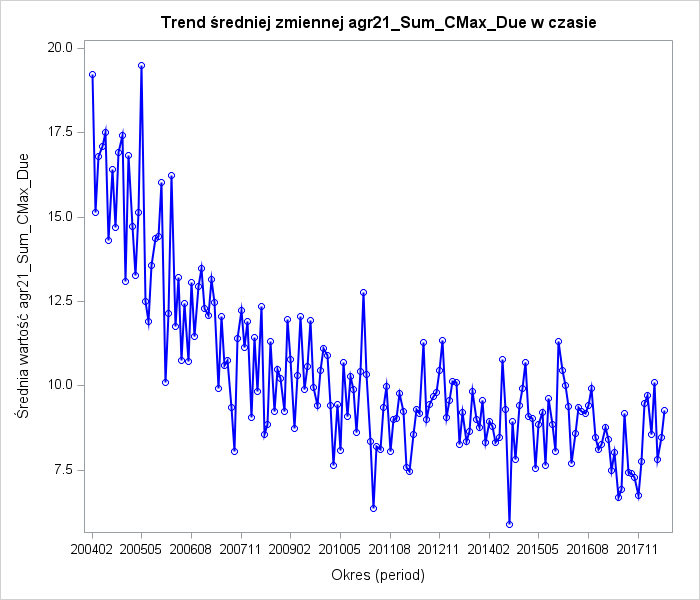 Trend średniej zmiennej agr21_Sum_CMax_Due w czasie
Średnia wartość agr21_Sum_CMax_Due
20.0
17.5
15.0
12.5
10.0
7.5
200402 200505 200608 200711 200902 201005 201108 201211 201402 201505 201608 201711
Okres (period)